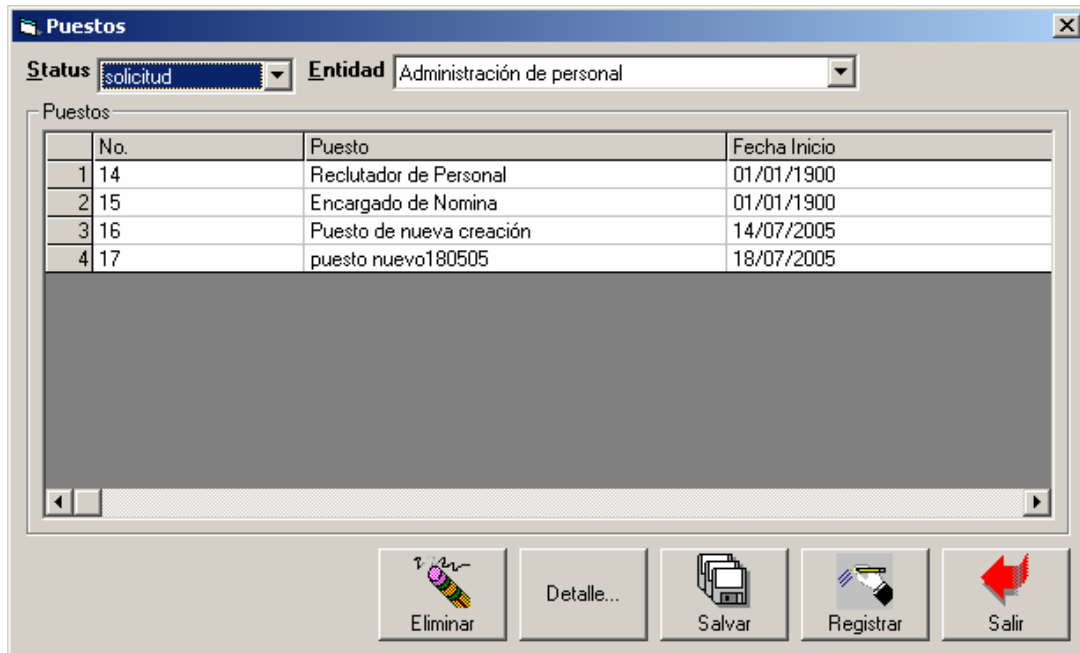 Puestos
Status solicitud Entidad Administración de personal
Puestos
No. Puesto Fecha Inicio
1 14 Reclutador de Personal 01/01/1900
2 15 Encargado de Nomina 01/01/1900
3 16 Puesto de nueva creación 14/07/2005
4 17 puesto nuevo180505 18/07/2005
Eliminar Detalle... Salvar Registrar Salir